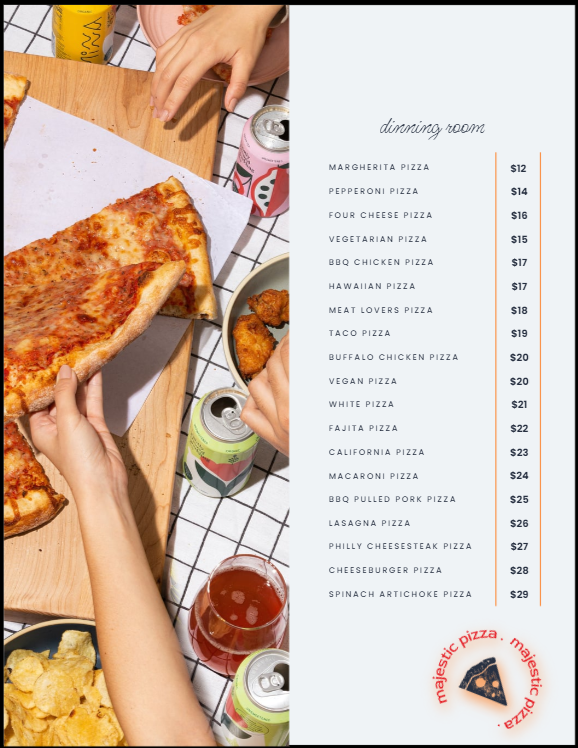 dinning room
MARGHERITA PIZZA $12
PEPPERONI PIZZA $14
FOUR CHEESE PIZZA $16
VEGETARIAN PIZZA $15
BBQ CHICKEN PIZZA $17
HAWAIIAN PIZZA $17
MEAT LOVERS PIZZA $18
TACO PIZZA $19
BUFFALO CHICKEN PIZZA $20
VEGAN PIZZA $20
WHITE PIZZA $21
FAJITA PIZZA $22
CALIFORNIA PIZZA $23
MACARONI PIZZA $24
BBQ PULLED PORK PIZZA $25
LASAGNA PIZZA $26
PHILLY CHEESESTEAK PIZZA $27
CHEESEBURGER PIZZA $28
SPINACH ARTICHOKE PIZZA $29
majestic pizza · majestic pizza ·